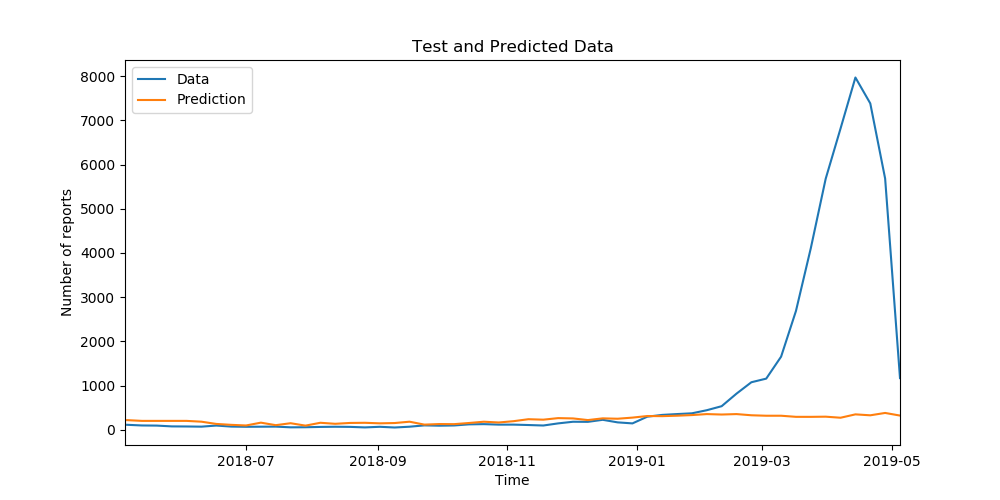 Test and Predicted Data
Data
Prediction
8000
7000
6000
5000
4000
3000
2000
1000
0
Number of reports
2018-07 2018-09 2018-11 2019-01 2019-03 2019-05
Time